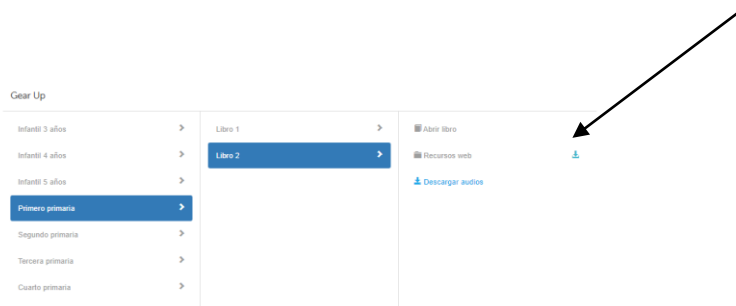 Gear Up
Infantil 3 años
Infantil 4 años
Infantil 5 años
Primero primaria
Segundo primaria
Tercera primaria
Cuarto primaria
Libro 1
Libro 2
Abrir libro
Recursos web
Descargar audios